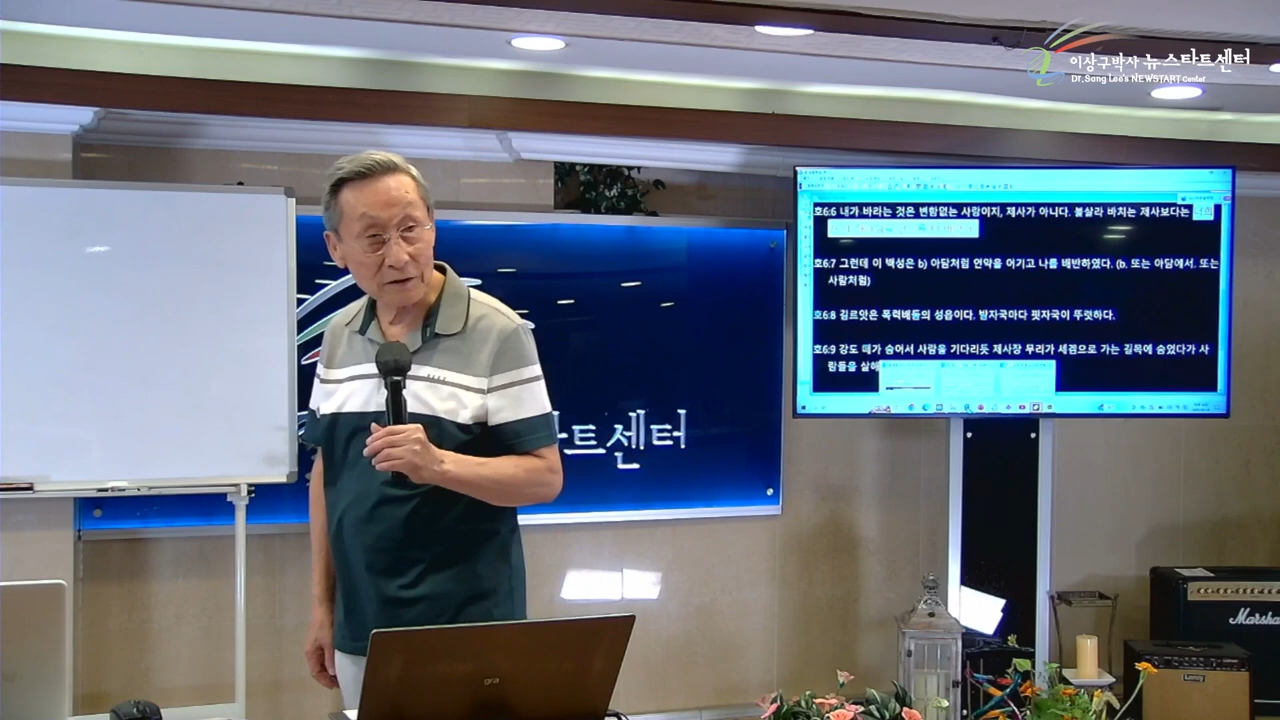 이상구박사 뉴스타트센터
Dr. Sang Lee's NEWSTART Center
호6:6 내가 바라는 것은 변함없는 사랑이지, 제사가 아니다. 불살라 바치는 제사보다는 너희
호6:7 그런데 이 백성은 b) 아담처럼 언약을 어기고 나를 배반하였다. (b. 또는 아담에서. 또는
사람처럼)
호6:8 길르앗은 폭력배들의 성읍이다. 발자국마다 핏자국이 뚜렷하다.
호6:9 강도 떼가 숨어서 사람을 기다리듯 제사장 무리가 세겜으로 가는 길목에 숨었다가 사
람들을 살해
타트센터
gra
Marsha
Laney